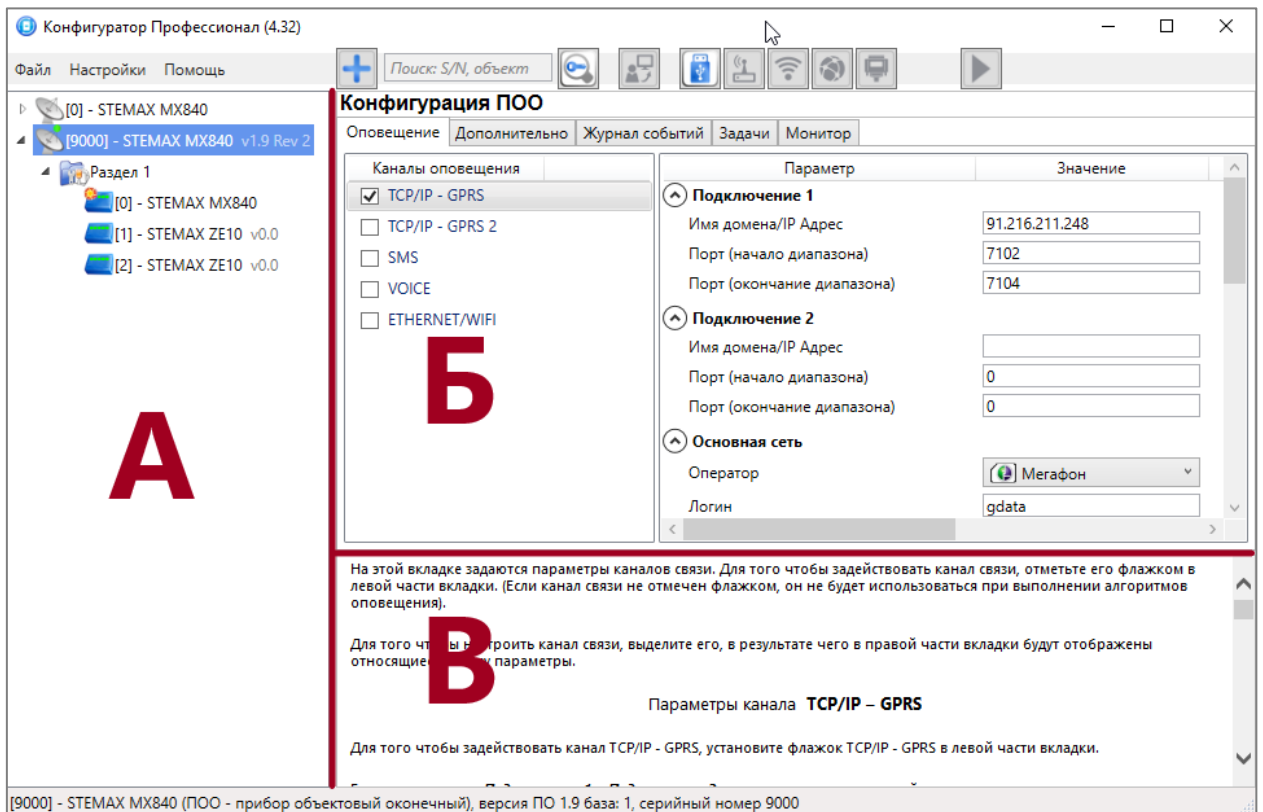 Конфигуратор Профессионал (4.32)
Файл Настройки Помощь
Поиск: S/N, объект
[0] - STEMAX MX840
[9000] - STEMAX MX840 v1.9 Rev 2
Раздел 1
[0] - STEMAX MX840
[1] - STEMAX ZE10 v0.0
[2] - STEMAX ZE10 v0.0
А
Конфигурация ПОО
Оповещение Дополнительно Журнал событий Задачи Монитор
Каналы оповещения
TCP/IP - GPRS
TCP/IP - GPRS 2
SMS
VOICE
ETHERNET/WIFI
Б
Параметр Значение
Подключение 1
Имя домена/IP Адрес 91.216.211.248
Порт (начало диапазона) 7102
Порт (окончание диапазона) 7104
Подключение 2
Имя домена/IP Адрес
Порт (начало диапазона) 0
Порт (окончание диапазона) 0
Основная сеть
Оператор Мегафон
Логин gdata
На этой вкладке задаются параметры каналов связи. Для того чтобы задействовать канал связи, отметьте его флажком в
левой части вкладки. (Если канал связи не отмечен флажком, он не будет использоваться при выполнении алгоритмов
оповещения).
Для того чтобы настроить канал связи, выделите его, в результате чего в правой части вкладки будут отображены
относящиеся параметры.
В
Параметры канала TCP/IP – GPRS
Для того чтобы задействовать канал TCP/IP - GPRS, установите флажок TCP/IP - GPRS в левой части вкладки.
[9000] - STEMAX MX840 (ПОО - прибор объектовый оконечный), версия ПО 1.9 база: 1, серийный номер 9000